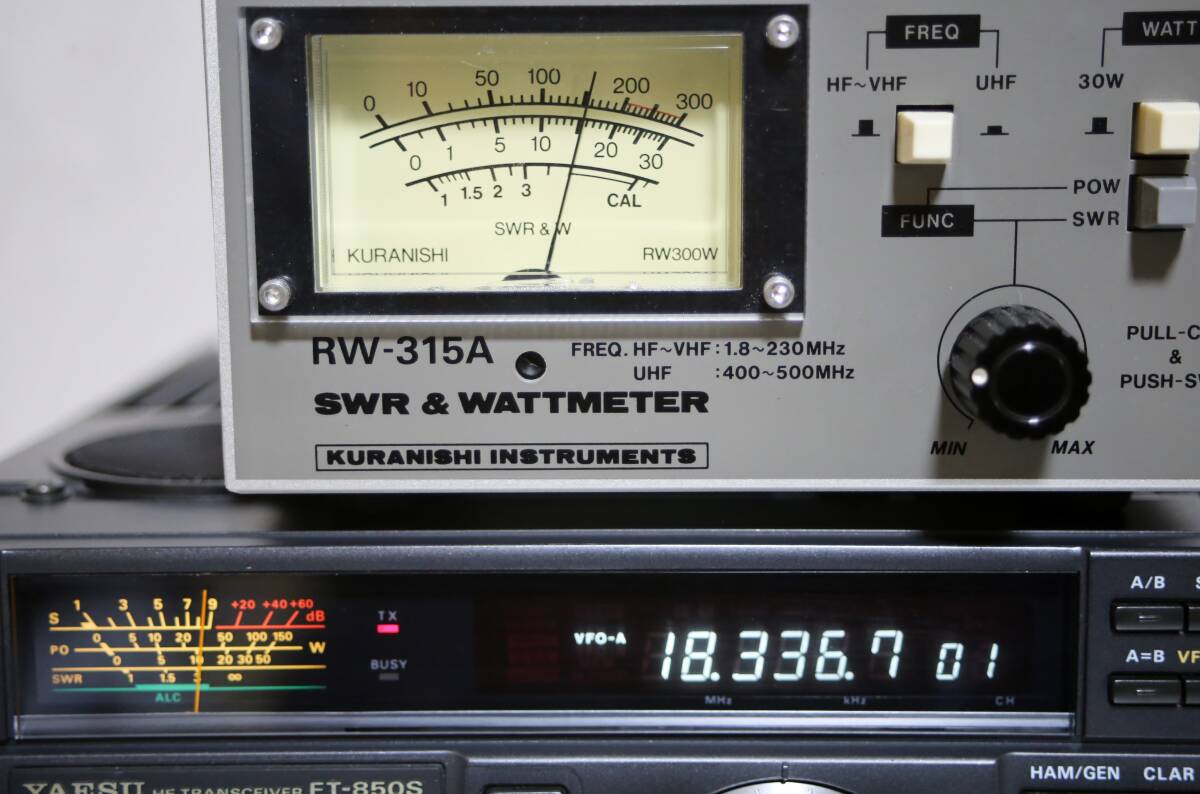 FREQ
WATT
HF~VHF
UHF
30W
0 10 50 100 200 300
0 1 5 10 20 30
1 1.5 2 3
CAL
SWR & W
KURANISHI
RW300W
POW
FUNC
SWR
RW-315A
FREQ. HF~VHF : 1.8~230MHz
UHF : 400~500MHz
SWR & WATTMETER
KURANISHI INSTRUMENTS
PULL-C
&
PUSH-SW
MIN
MAX
S 1 3 5 7 9 +20 +40 +60 dB
PO 0 5 10 20 50 100 150 W
0 5 10 20 30 50
SWR 1 1.5 3 ∞
ALC
TX
BUSY
VFO-A
18.336.7 01
MHz kHz CH
A/B
A=B VF
YAESU HF TRANSCEIVER FT-850S
HAM/GEN CLAR